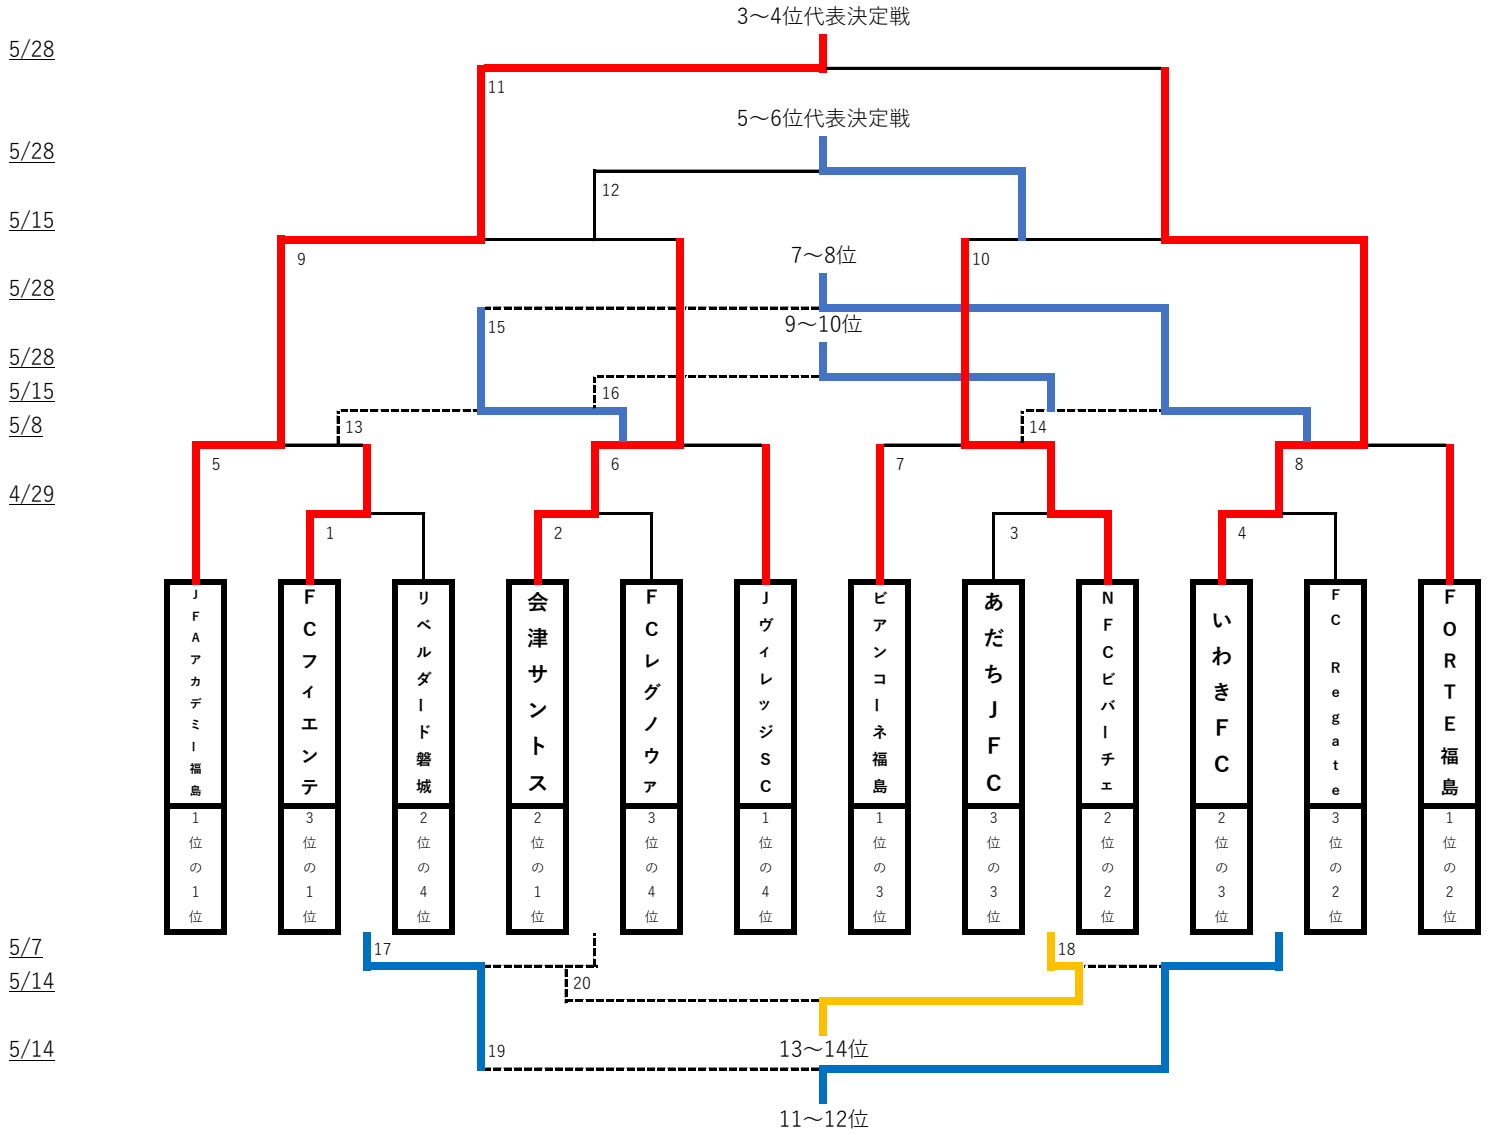 3～4位代表決定戦
5/28
11
5～6位代表決定戦
5/28
12
5/15
9
7～8位
10
5/28
15
9～10位
5/28
5/15
16
5/8
13
14
5
6
7
8
4/29
1
2
3
4
JFAアカデミー福島
FCフィエンテ
リベルダード磐城
会津サントス
FCレグノウァ
JヴィレッジSC
ビアンコーネ福島
あだちJFC
NFCビバーチェ
いわきFC
FC Regate
FORTE福島
1位の1位
3位の1位
2位の4位
2位の1位
3位の4位
1位の4位
1位の3位
3位の3位
2位の2位
2位の3位
3位の2位
1位の2位
5/7
17
18
5/14
20
13～14位
5/14
19
11～12位